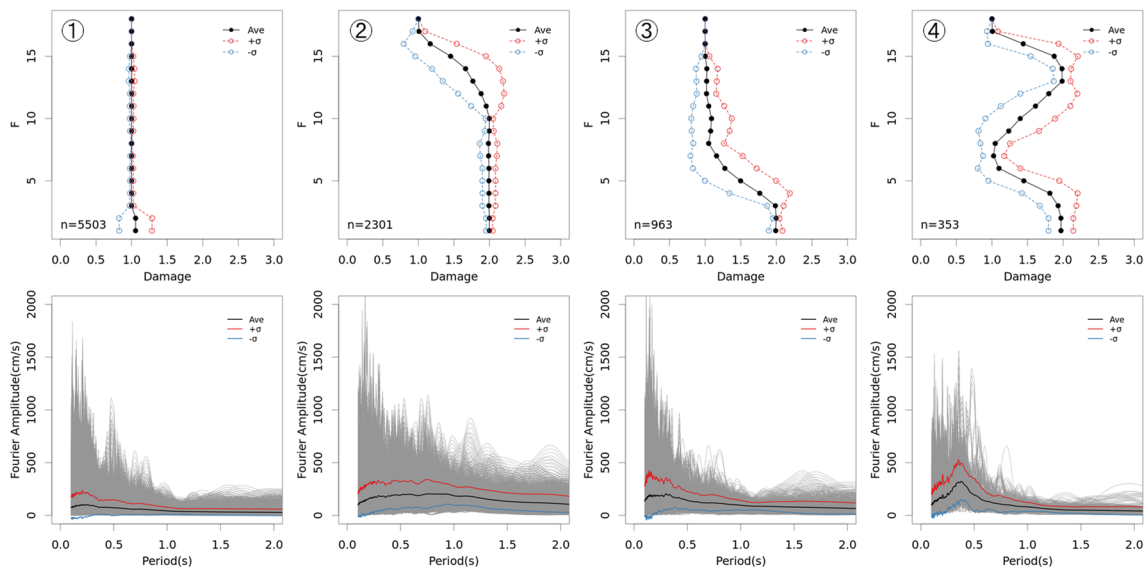 ① ② ③ ④
Ave Ave Ave Ave
+σ +σ +σ +σ
-σ -σ -σ -σ
15 15 15 15
F F F F
10 10 10 10
5 5 5 5
n=5503 n=2301 n=963 n=353
0.0 0.5 1.0 1.5 2.0 2.5 3.0 0.0 0.5 1.0 1.5 2.0 2.5 3.0 0.0 0.5 1.0 1.5 2.0 2.5 3.0 0.0 0.5 1.0 1.5 2.0 2.5 3.0
Damage Damage Damage Damage
2000 2000 2000 2000
Ave Ave Ave Ave
+σ +σ +σ +σ
-σ -σ -σ -σ
1500 1500 1500 1500
Fourier Amplitude(cm/s) Fourier Amplitude(cm/s) Fourier Amplitude(cm/s) Fourier Amplitude(cm/s)
1000 1000 1000 1000
500 500 500 500
0 0 0 0
0.0 0.5 1.0 1.5 2.0 0.0 0.5 1.0 1.5 2.0 0.0 0.5 1.0 1.5 2.0 0.0 0.5 1.0 1.5 2.0
Period(s) Period(s) Period(s) Period(s)